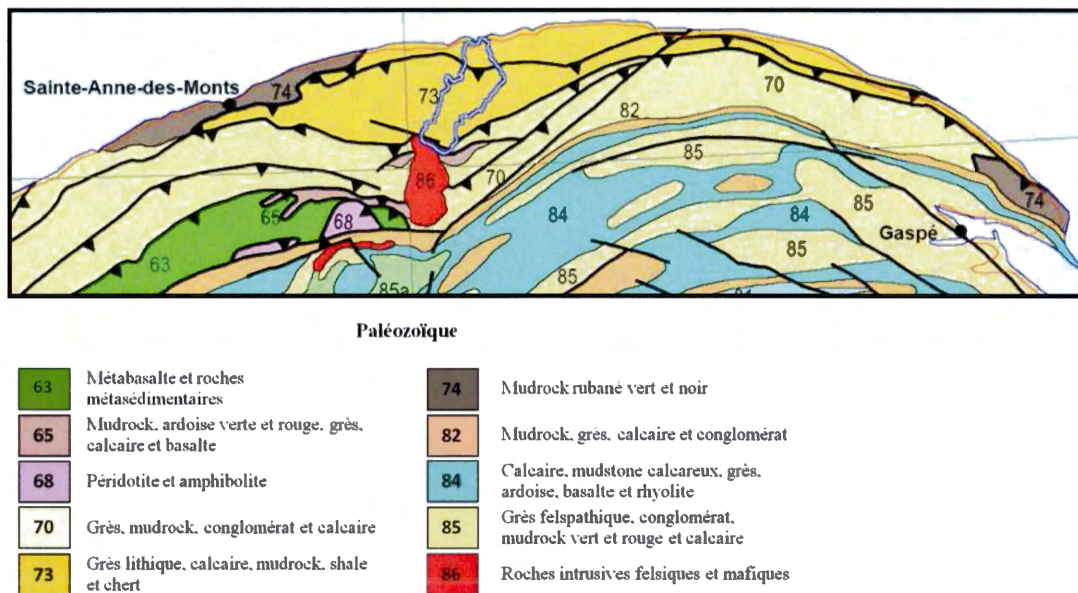 74
Sainte-Anne-des-Monts
73
70
82
85
86
70
74
65
68
84
84
85
Gaspé
63
85
85
85a
Paléozoïque
63
Métabasalte et roches
métasédimentaires
65
Mudrock, ardoise verte et rouge, grès,
calcaire et basalte
68
Péridotite et amphibolite
70
Grès, mudrock, conglomérat et calcaire
73
Grès lithique, calcaire, mudrock, shale
et chert
74
Mudrock rubané vert et noir
82
Mudrock, grès, calcaire et conglomérat
84
Calcaire, mudstone calcareux, grès,
ardoise, basalte et rhyolite
85
Grès felspathique, conglomérat,
mudrock vert et rouge et calcaire
86
Roches intrusives felsiques et mafiques